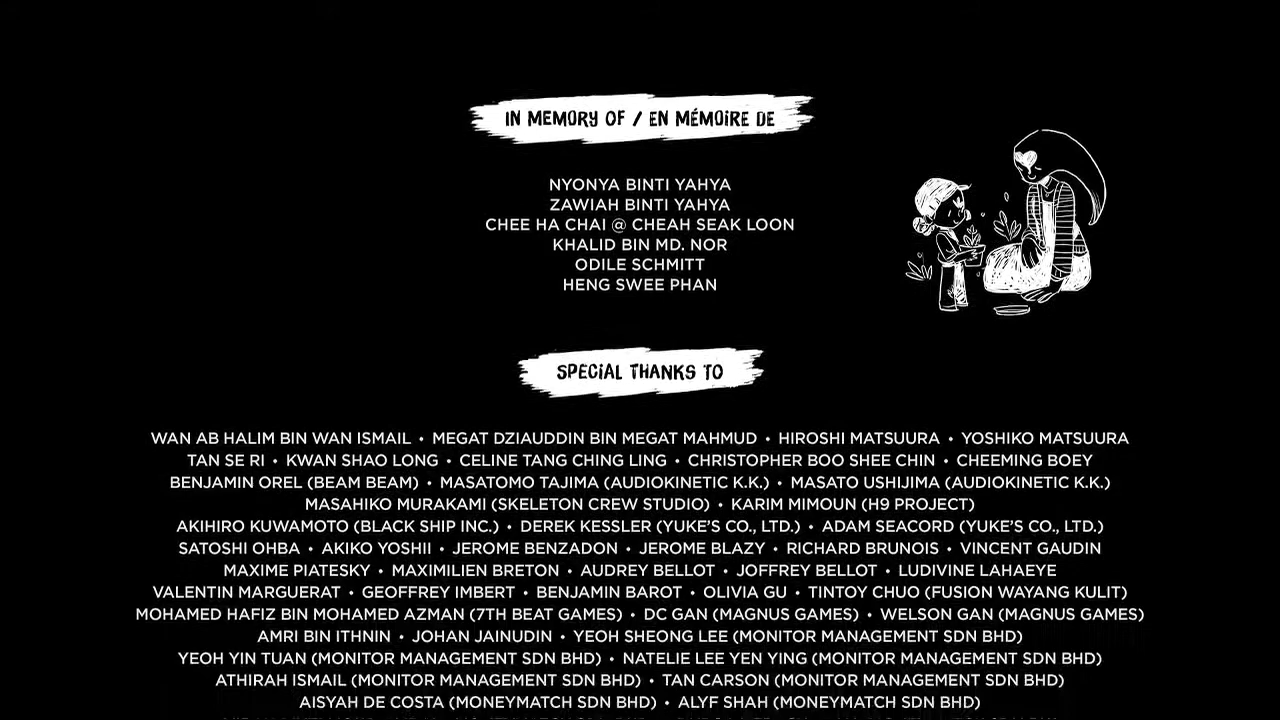 IN MEMORY OF / EN MÉMOIRE DE
NYONYA BINTI YAHYA
ZAWIAH BINTI YAHYA
CHEE HA CHAI @ CHEAH SEAK LOON
KHALID BIN MD. NOR
ODILE SCHMITT
HENG SWEE PHAN
SPECIAL THANKS TO
WAN AB HALIM BIN WAN ISMAIL • MEGAT DZIAUDDIN BIN MEGAT MAHMUD • HIROSHI MATSUURA • YOSHIKO MATSUURA
TAN SE RI • KWAN SHAO LONG • CELINE TANG CHING LING • CHRISTOPHER BOO SHEE CHIN • CHEEMING BOEY
BENJAMIN OREL (BEAM BEAM) • MASATOMO TAJIMA (AUDIOKINETIC K.K.) • MASATO USHIJIMA (AUDIOKINETIC K.K.)
MASAHIKO MURAKAMI (SKELETON CREW STUDIO) • KARIM MIMOUN (H9 PROJECT)
AKIHIRO KUWAMOTO (BLACK SHIP INC.) • DEREK KESSLER (YUKE'S CO., LTD.) • ADAM SEACORD (YUKE'S CO., LTD.)
SATOSHI OHBA • AKIKO YOSHII • JEROME BENZADON • JEROME BLAZY • RICHARD BRUNOIS • VINCENT GAUDIN
MAXIME PIATESKY • MAXIMILIEN BRETON • AUDREY BELLOT • JOFFREY BELLOT • LUDIVINE LAHAEYE
VALENTIN MARGUERAT • GEOFFREY IMBERT • BENJAMIN BAROT • OLIVIA GU • TINTOY CHUO (FUSION WAYANG KULIT)
MOHAMED HAFIZ BIN MOHAMED AZMAN (7TH BEAT GAMES) • DC GAN (MAGNUS GAMES) • WELSON GAN (MAGNUS GAMES)
AMRI BIN ITHNIN • JOHAN JAINUDIN • YEOH SHEONG LEE (MONITOR MANAGEMENT SDN BHD)
YEOH YIN TUAN (MONITOR MANAGEMENT SDN BHD) • NATELIE LEE YEN YING (MONITOR MANAGEMENT SDN BHD)
ATHIRAH ISMAIL (MONITOR MANAGEMENT SDN BHD) • TAN CARSON (MONITOR MANAGEMENT SDN BHD)
AISYAH DE COSTA (MONEYMATCH SDN BHD) • ALYF SHAH (MONEYMATCH SDN BHD)